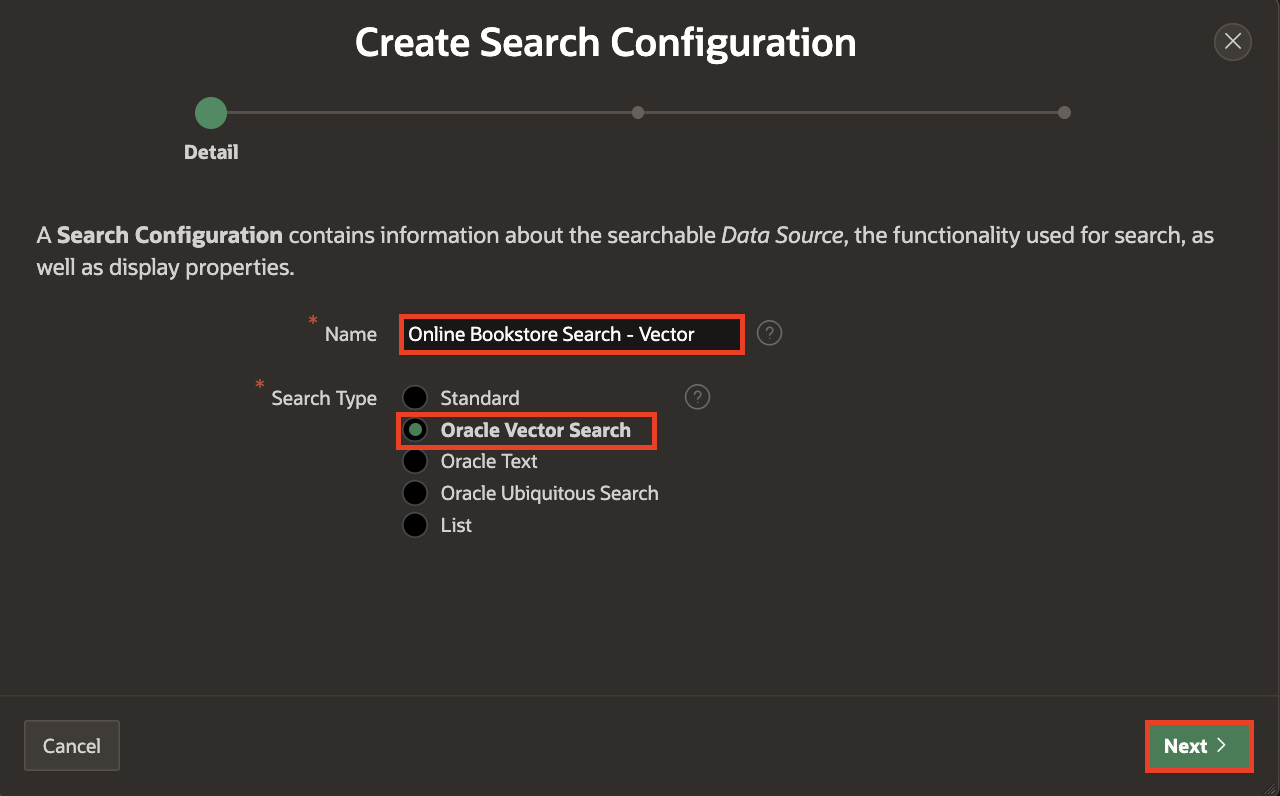 Create Search Configuration
Detail
A Search Configuration contains information about the searchable Data Source, the functionality used for search, as
well as display properties.
* Name Online Bookstore Search - Vector ?
* Search Type Standard ?
Oracle Vector Search
Oracle Text
Oracle Ubiquitous Search
List
Cancel Next >